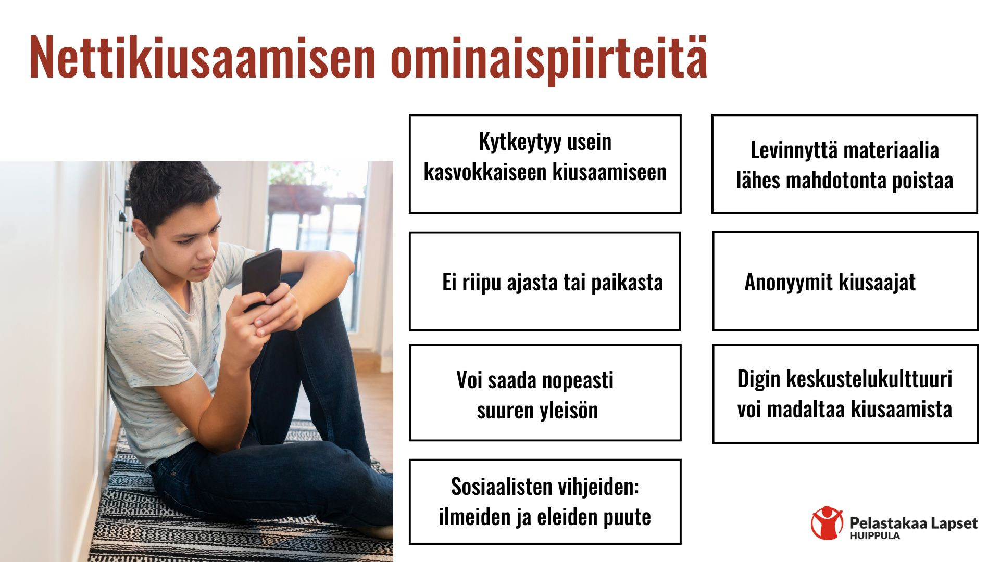 Nettikiusaamisen ominaispiirteitä
Kytkeytyy usein
kasvokkaiseen kiusaamiseen
Levinnyttä materiaalia
lähes mahdotonta poistaa
Ei riipu ajasta tai paikasta
Anonyymit kiusaajat
Voi saada nopeasti
suuren yleisön
Digin keskustelukulttuuri
voi madaltaa kiusaamista
Sosiaalisten vihjeiden:
ilmeiden ja eleiden puute
Pelastakaa Lapset
HUIPPULA